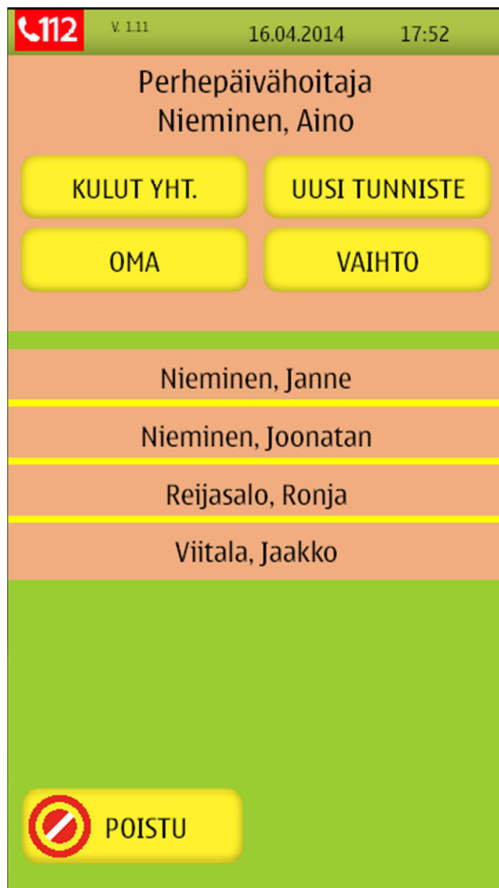 112 V. 1.11 16.04.2014 17:52
Perhepäivähoitaja
Nieminen, Aino
KULUT YHT. UUSI TUNNISTE
OMA VAIHTO
Nieminen, Janne
Nieminen, Joonatan
Reijasalo, Ronja
Viitala, Jaakko
POISTU